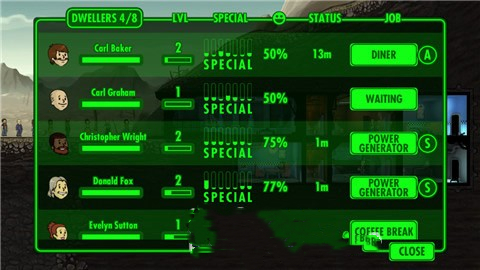 DWELLERS 4/8 LVL SPECIAL STATUS JOB
Carl Baker 2 SPECIAL 50% 13m DINER A
Carl Graham 1 SPECIAL 50% WAITING
Christopher Wright 2 SPECIAL 75% 1m POWER GENERATOR S
Donald Fox 2 SPECIAL 77% 1m POWER GENERATOR S
Evelyn Sutton 1 COFFEE BREAK
CLOSE